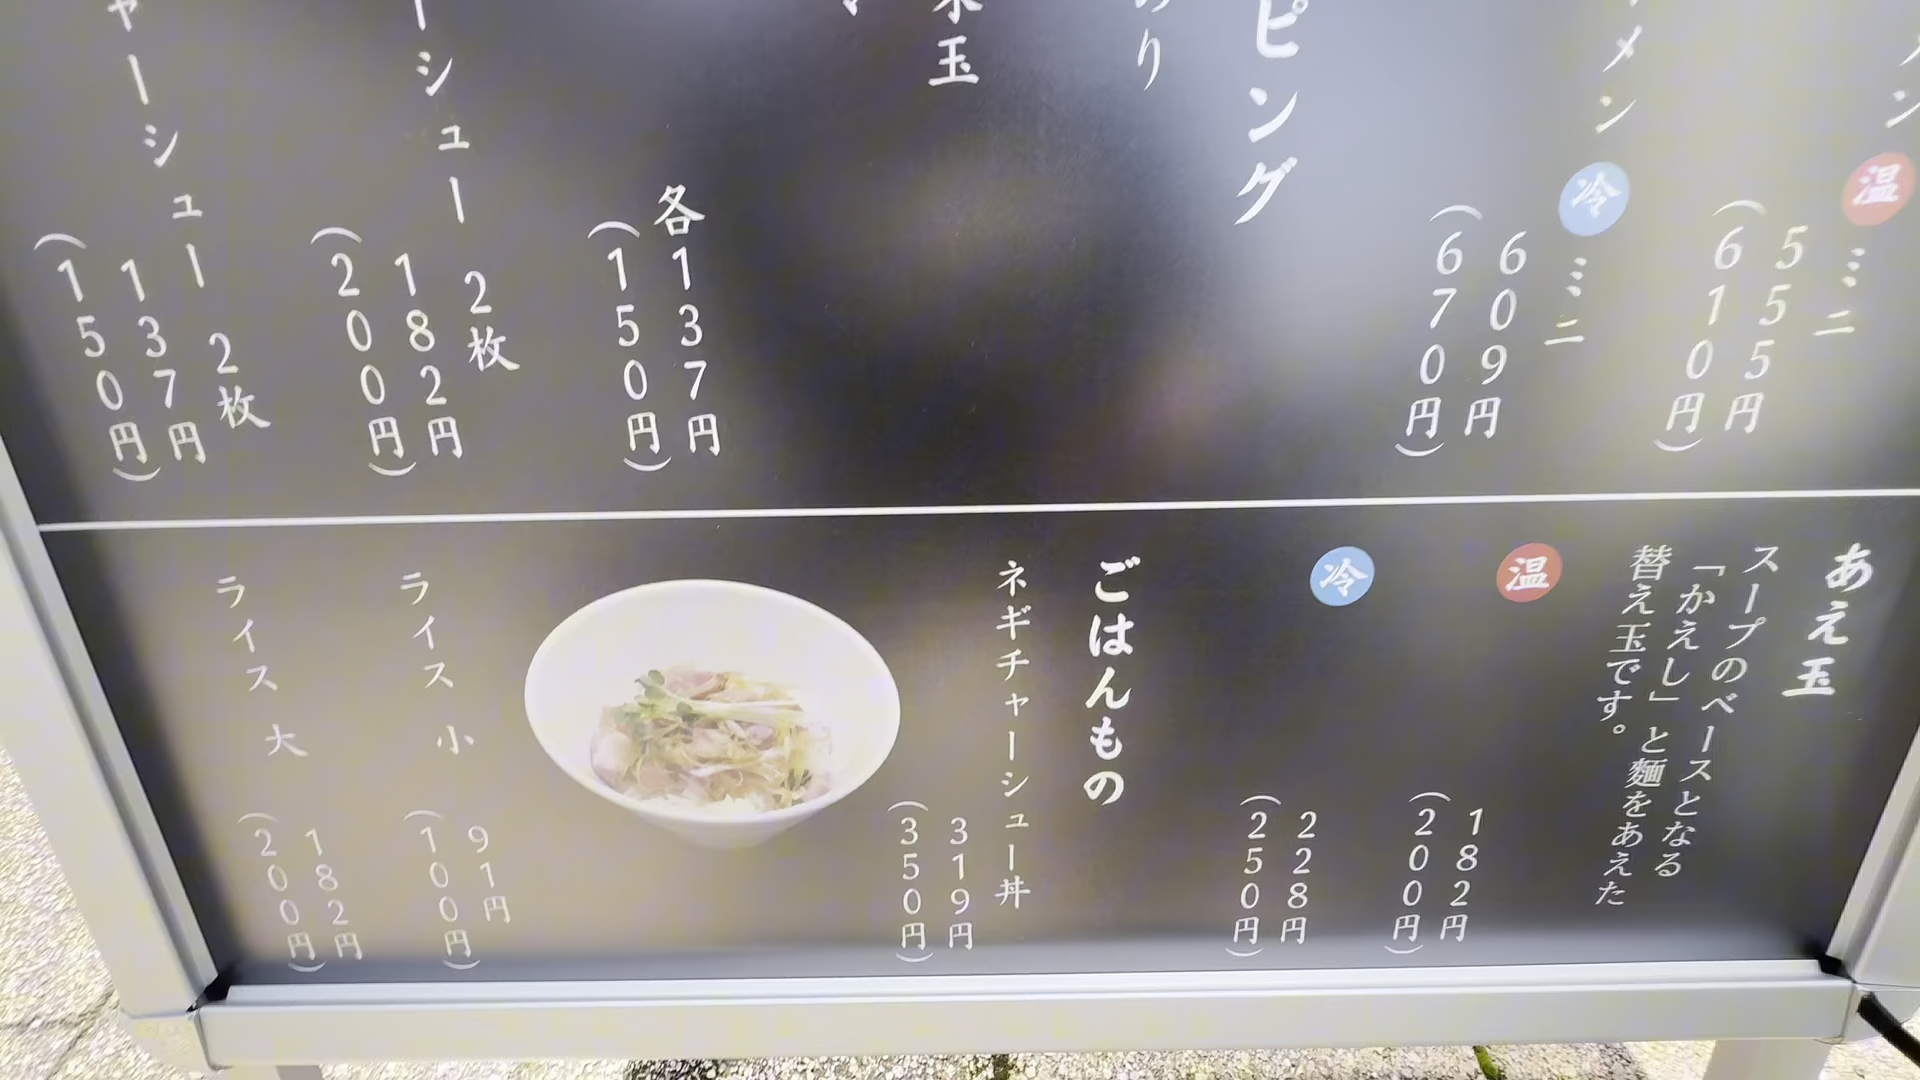 メン
温 ミニ
555円
(610円)
メン
冷 ミニ
609円
(670円)
ピング
のり
味玉
各137円
(150円)
ーシュー 2枚
182円
(200円)
ャーシュー 2枚
137円
(150円)
あえ玉
スープのベースとなる
「かえし」と麺をあえた
替え玉です。
温
182円
(200円)
冷
228円
(250円)
ごはんもの
ネギチャーシュー丼
319円
(350円)
ライス 小
91円
(100円)
ライス 大
182円
(200円)